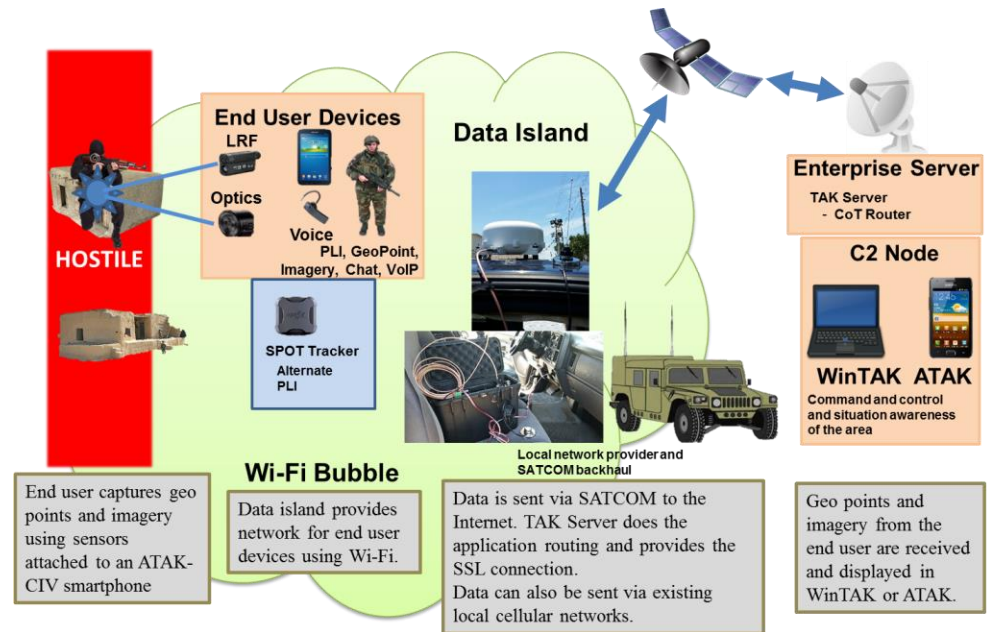 End User Devices
LRF
Optics
Voice
PLI, GeoPoint,
Imagery, Chat, VoIP
HOSTILE
SPOT Tracker
Alternate
PLI
Data Island
Enterprise Server
TAK Server
- CoT Router
C2 Node
WinTAK ATAK
Command and control
and situation awareness
of the area
Local network provider and
SATCOM backhaul
Wi-Fi Bubble
End user captures geo
points and imagery
using sensors
attached to an ATAK-
CIV smartphone
Data island provides
network for end user
devices using Wi-Fi.
Data is sent via SATCOM to the
Internet. TAK Server does the
application routing and provides the
SSL connection.
Data can also be sent via existing
local cellular networks.
Geo points and
imagery from the
end user are received
and displayed in
WinTAK or ATAK.